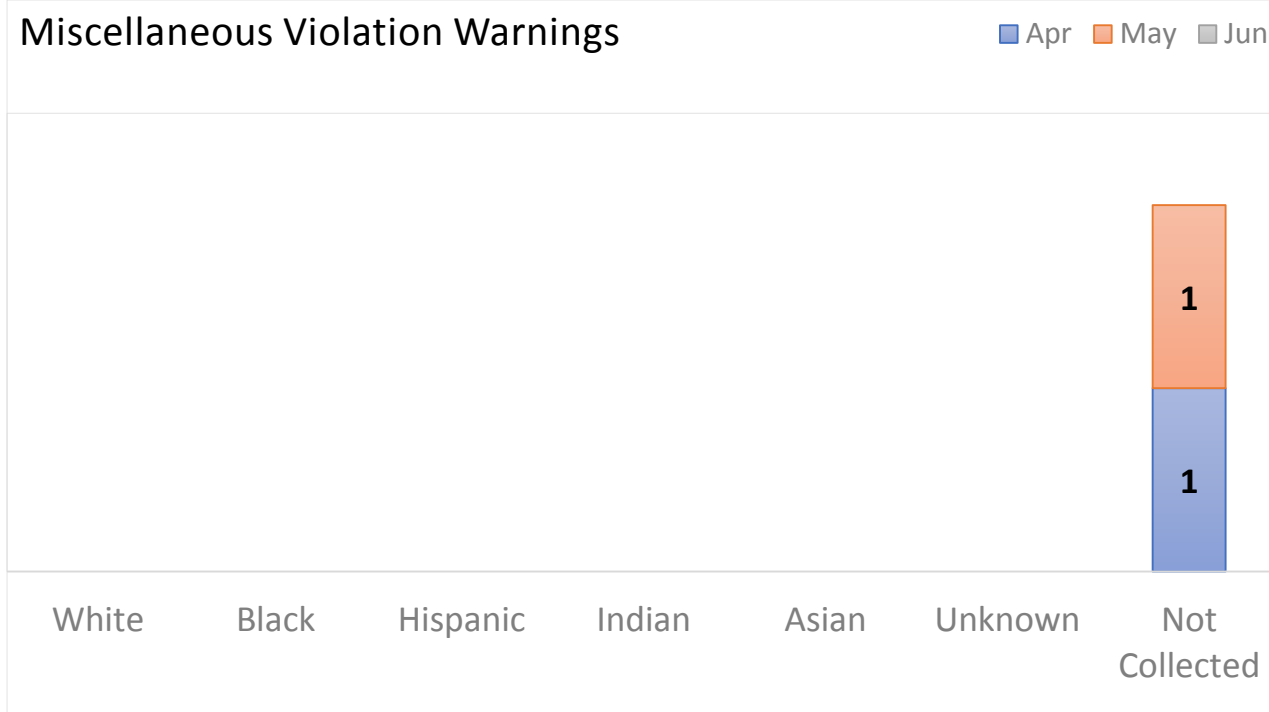 Miscellaneous Violation Warnings
Apr May Jun
1
1
White Black Hispanic Indian Asian Unknown Not
Collected